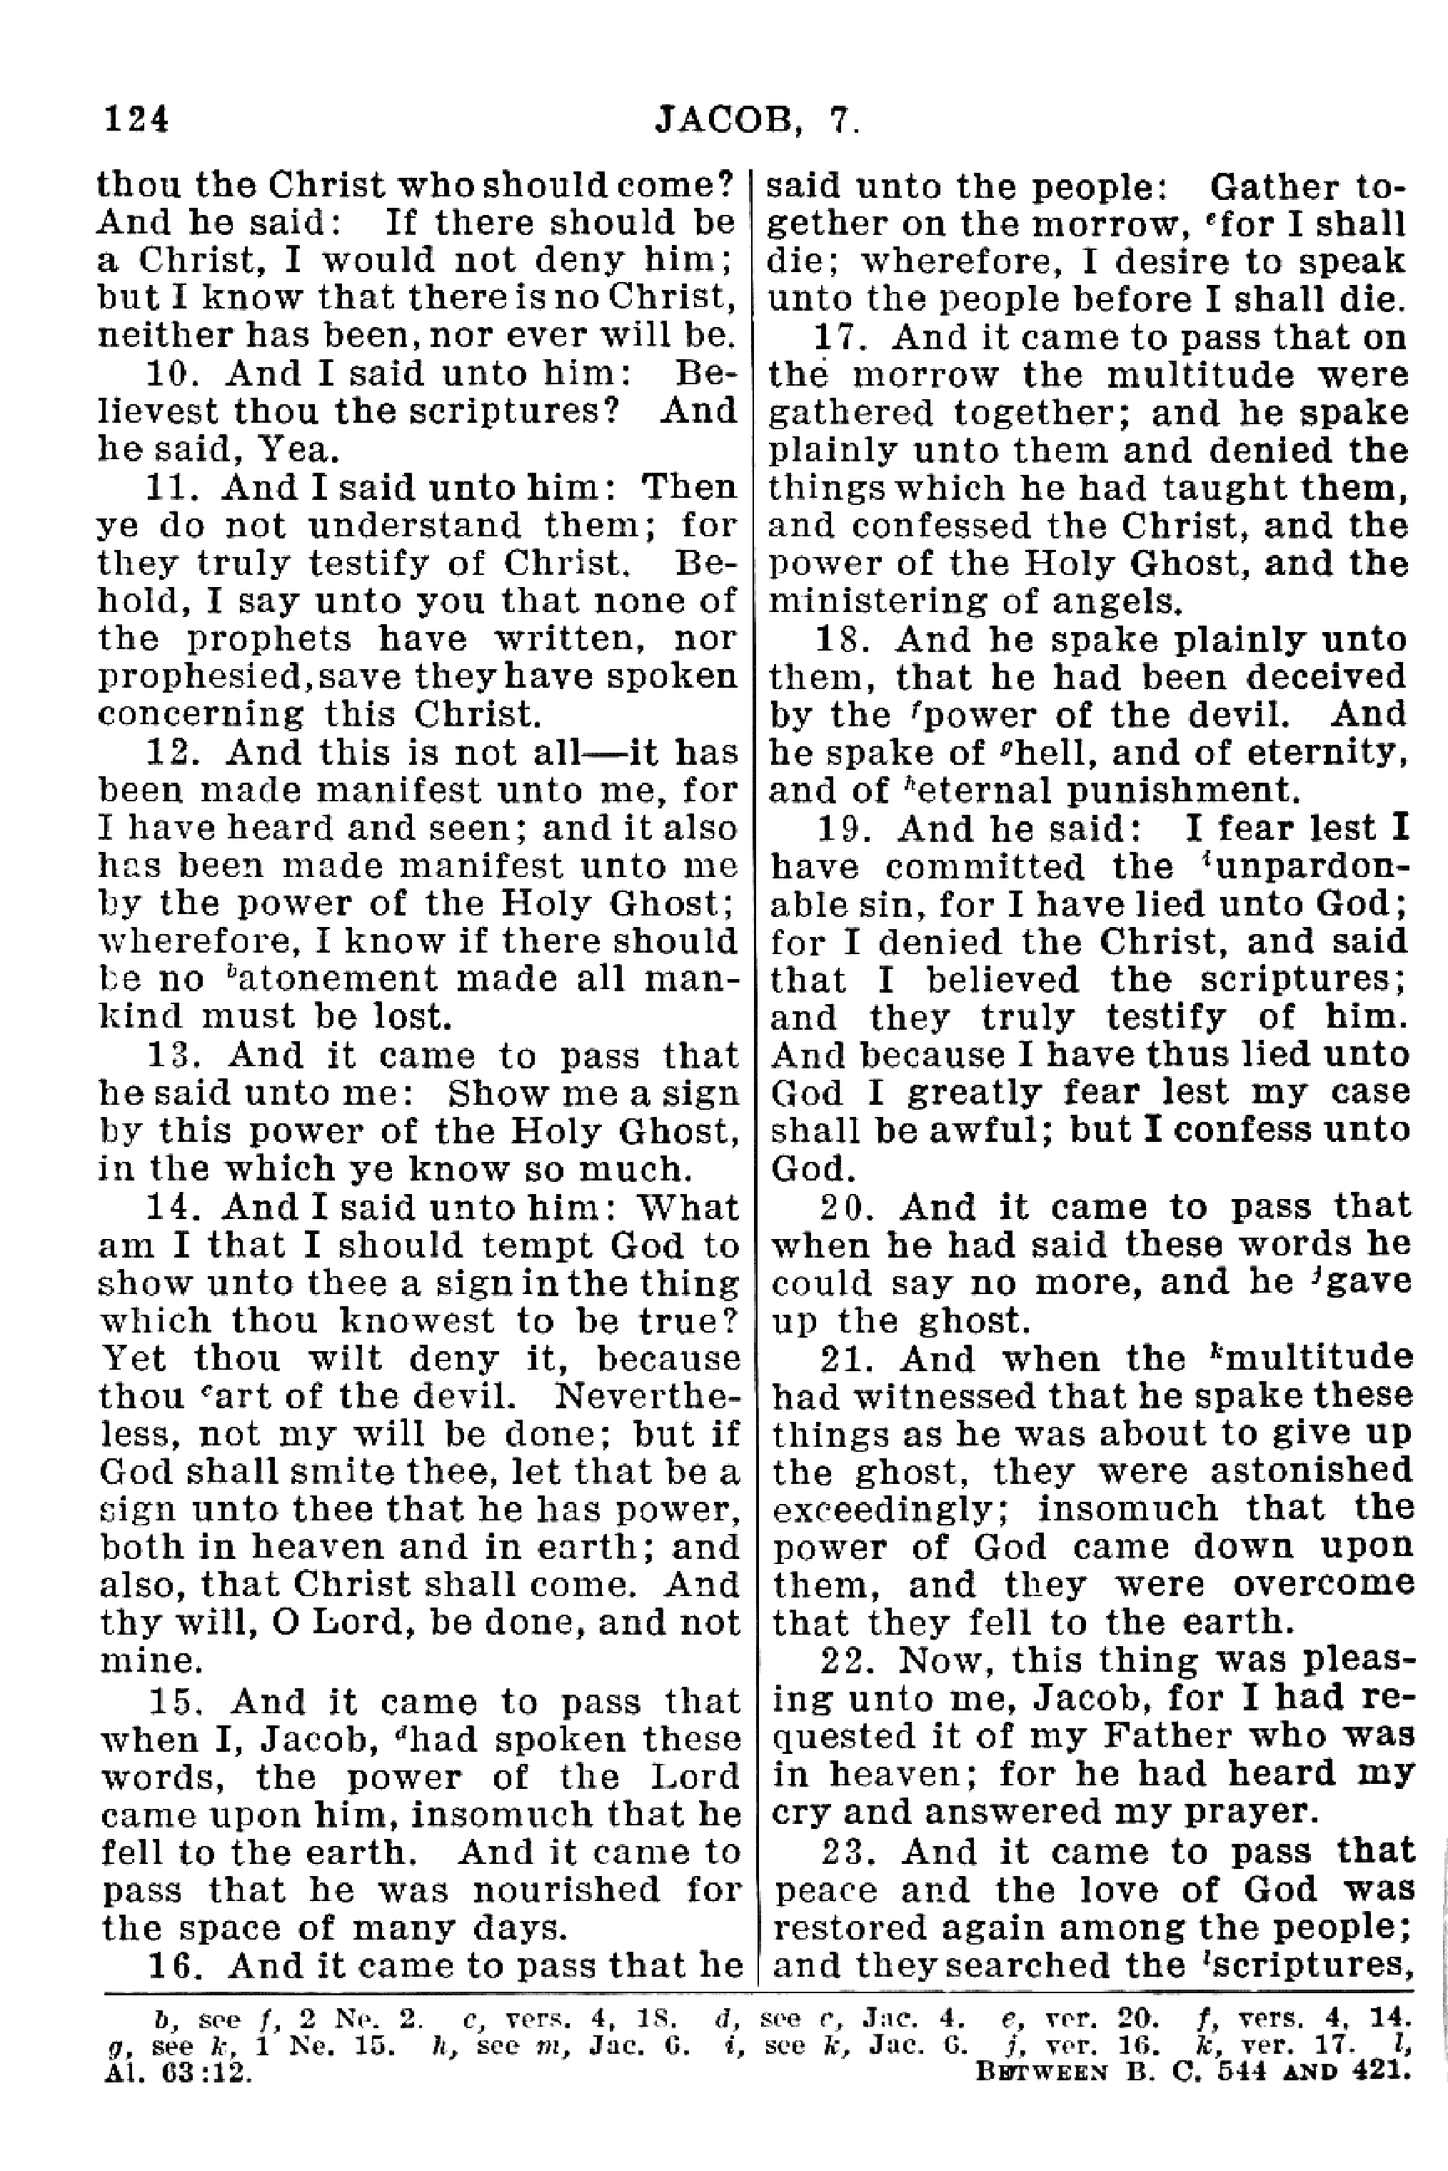 124 JACOB, 7.
thou the Christ who should come?
And he said: If there should be
a Christ, I would not deny him;
but I know that there is no Christ,
neither has been, nor ever will be.
10. And I said unto him: Be-
lievest thou the scriptures? And
he said, Yea.
11. And I said unto him: Then
ye do not understand them; for
they truly testify of Christ. Be-
hold, I say unto you that none of
the prophets have written, nor
prophesied, save they have spoken
concerning this Christ.
12. And this is not all—it has
been made manifest unto me, for
I have heard and seen; and it also
has been made manifest unto me
by the power of the Holy Ghost;
wherefore, I know if there should
be no ᵇatonement made all man-
kind must be lost.
13. And it came to pass that
he said unto me: Show me a sign
by this power of the Holy Ghost,
in the which ye know so much.
14. And I said unto him: What
am I that I should tempt God to
show unto thee a sign in the thing
which thou knowest to be true?
Yet thou wilt deny it, because
thou ᶜart of the devil. Neverthe-
less, not my will be done; but if
God shall smite thee, let that be a
sign unto thee that he has power,
both in heaven and in earth; and
also, that Christ shall come. And
thy will, O Lord, be done, and not
mine.
15. And it came to pass that
when I, Jacob, ᵈhad spoken these
words, the power of the Lord
came upon him, insomuch that he
fell to the earth. And it came to
pass that he was nourished for
the space of many days.
16. And it came to pass that he
said unto the people: Gather to-
gether on the morrow, ᵉfor I shall
die; wherefore, I desire to speak
unto the people before I shall die.
17. And it came to pass that on
the morrow the multitude were
gathered together; and he spake
plainly unto them and denied the
things which he had taught them,
and confessed the Christ, and the
power of the Holy Ghost, and the
ministering of angels.
18. And he spake plainly unto
them, that he had been deceived
by the ᶠpower of the devil. And
he spake of ᵍhell, and of eternity,
and of ʰeternal punishment.
19. And he said: I fear lest I
have committed the ⁱunpardon-
able sin, for I have lied unto God;
for I denied the Christ, and said
that I believed the scriptures;
and they truly testify of him.
And because I have thus lied unto
God I greatly fear lest my case
shall be awful; but I confess unto
God.
20. And it came to pass that
when he had said these words he
could say no more, and he ʲgave
up the ghost.
21. And when the ᵏmultitude
had witnessed that he spake these
things as he was about to give up
the ghost, they were astonished
exceedingly; insomuch that the
power of God came down upon
them, and they were overcome
that they fell to the earth.
22. Now, this thing was pleas-
ing unto me, Jacob, for I had re-
quested it of my Father who was
in heaven; for he had heard my
cry and answered my prayer.
23. And it came to pass that
peace and the love of God was
restored again among the people;
and they searched the ˡscriptures,
b, see f, 2 Ne. 2. c, vers. 4, 18. d, see c, Jac. 4. e, ver. 20. f, vers. 4, 14.
g, see k, 1 Ne. 15. h, see m, Jac. 6. i, see k, Jac. 6. j, ver. 16. k, ver. 17. l,
Al. 63:12. BETWEEN B. C. 544 AND 421.